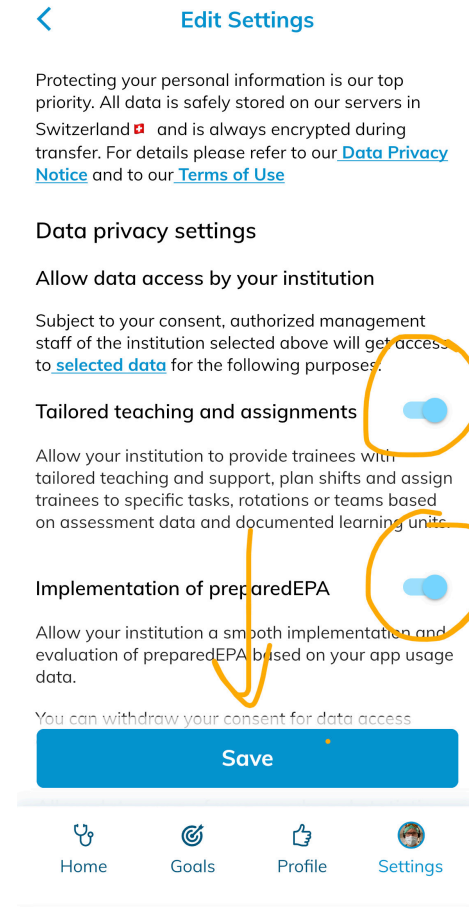 Edit Settings
Protecting your personal information is our top
priority. All data is safely stored on our servers in
Switzerland🇨🇭 and is always encrypted during
transfer. For details please refer to our Data Privacy
Notice and to our Terms of Use
Data privacy settings
Allow data access by your institution
Subject to your consent, authorized management
staff of the institution selected above will get access
to selected data for the following purposes:
Tailored teaching and assignments
Allow your institution to provide trainees with
tailored teaching and support, plan shifts and assign
trainees to specific tasks, rotations or teams based
on assessment data and documented learning units.
Implementation of preparedEPA
Allow your institution a smooth implementation and
evaluation of preparedEPA based on your app usage
data.
You can withdraw your consent for data access
Save
Home
Goals
Profile
Settings